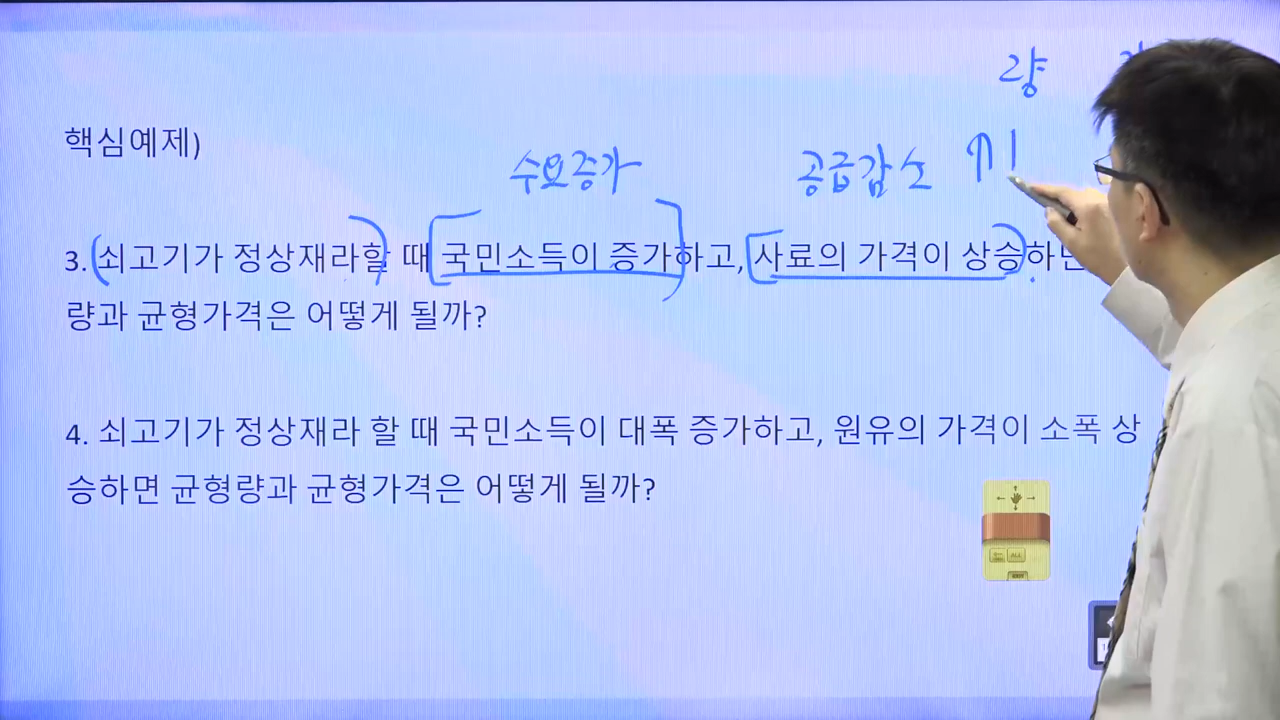 량
핵심예제)
수요증가 공급감소 ↑↓
3. 쇠고기가 정상재라할 때 국민소득이 증가하고, 사료의 가격이 상승하면
량과 균형가격은 어떻게 될까?
4. 쇠고기가 정상재라 할 때 국민소득이 대폭 증가하고, 원유의 가격이 소폭 상
승하면 균형량과 균형가격은 어떻게 될까?
ALL
EXIT